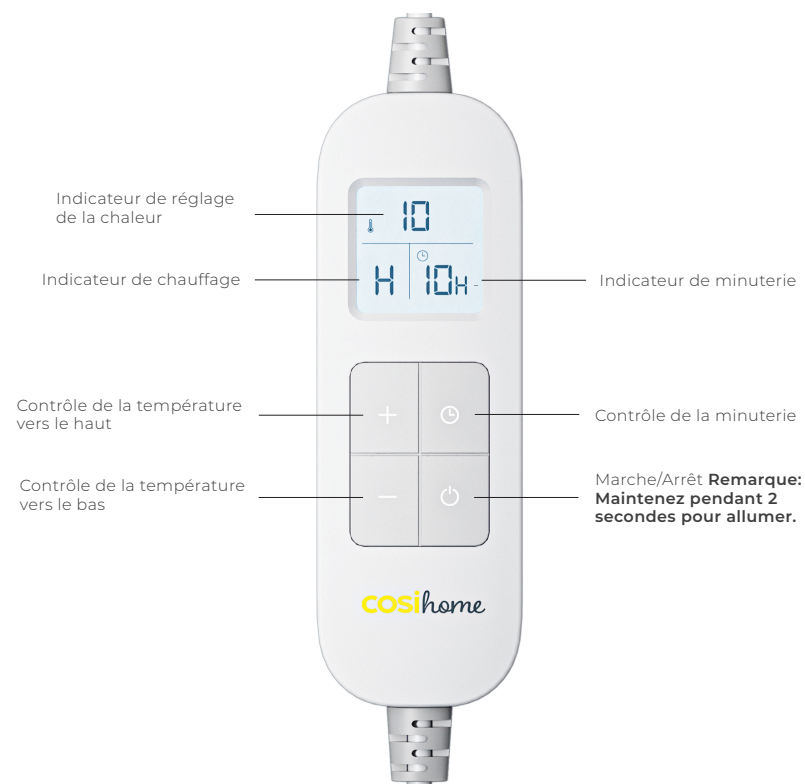 Indicateur de réglage
de la chaleur
10
Indicateur de chauffage
H
10H
Indicateur de minuterie
Contrôle de la température
vers le haut
Contrôle de la minuterie
Contrôle de la température
vers le bas
Marche/Arrêt Remarque:
Maintenez pendant 2
secondes pour allumer.
cosihome